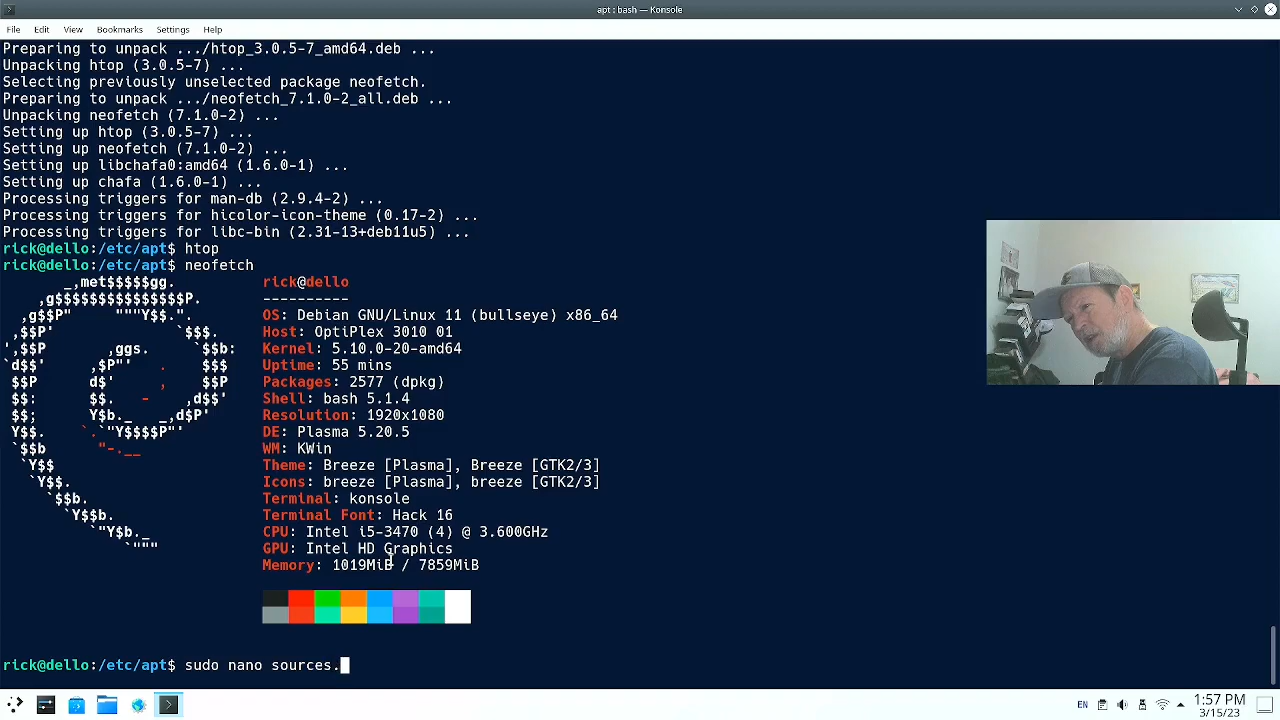 apt : bash — Konsole
File Edit View Bookmarks Settings Help
Preparing to unpack .../htop_3.0.5-7_amd64.deb ...
Unpacking htop (3.0.5-7) ...
Selecting previously unselected package neofetch.
Preparing to unpack .../neofetch_7.1.0-2_all.deb ...
Unpacking neofetch (7.1.0-2) ...
Setting up htop (3.0.5-7) ...
Setting up neofetch (7.1.0-2) ...
Setting up libchafa0:amd64 (1.6.0-1) ...
Setting up chafa (1.6.0-1) ...
Processing triggers for man-db (2.9.4-2) ...
Processing triggers for hicolor-icon-theme (0.17-2) ...
Processing triggers for libc-bin (2.31-13+deb11u5) ...
rick@dello:/etc/apt$ htop
rick@dello:/etc/apt$ neofetch
_,met$$$$$gg. rick@dello
,g$$$$$$$$$$$$$$$P. ----------
,g$$P" """Y$$.". OS: Debian GNU/Linux 11 (bullseye) x86_64
,$$P' `$$$. Host: OptiPlex 3010 01
',$$P ,ggs. `$$b: Kernel: 5.10.0-20-amd64
`d$$' ,$P"' . $$$ Uptime: 55 mins
$$P d$' , $$P Packages: 2577 (dpkg)
$$: $$. - ,d$$' Shell: bash 5.1.4
$$; Y$b._ _,d$P' Resolution: 1920x1080
Y$$. `.`"Y$$$$P"' DE: Plasma 5.20.5
`$$b "-.__ WM: KWin
`Y$$ Theme: Breeze [Plasma], Breeze [GTK2/3]
`Y$$. Icons: breeze [Plasma], breeze [GTK2/3]
`$$b. Terminal: konsole
`Y$$b. Terminal Font: Hack 16
`"Y$b._ CPU: Intel i5-3470 (4) @ 3.600GHz
`""" GPU: Intel HD Graphics
Memory: 1019MiB / 7859MiB
rick@dello:/etc/apt$ sudo nano sources.
EN
1:57 PM
3/15/23